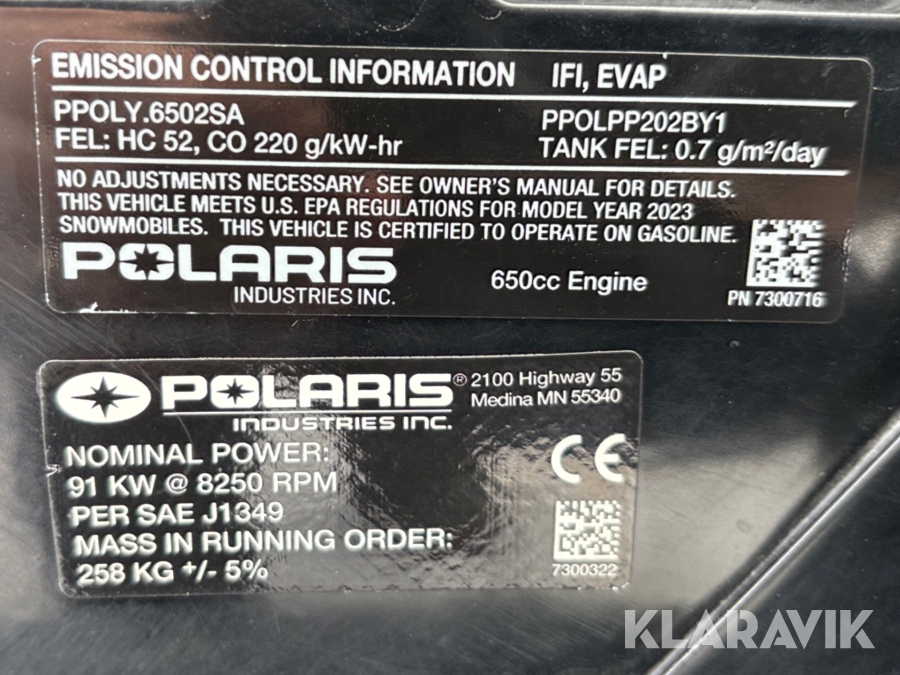 EMISSION CONTROL INFORMATION IFI, EVAP
PPOLY.6502SA PPOLPP202BY1
FEL: HC 52, CO 220 g/kW-hr TANK FEL: 0.7 g/m²/day
NO ADJUSTMENTS NECESSARY. SEE OWNER'S MANUAL FOR DETAILS.
THIS VEHICLE MEETS U.S. EPA REGULATIONS FOR MODEL YEAR 2023
SNOWMOBILES. THIS VEHICLE IS CERTIFIED TO OPERATE ON GASOLINE.
POLARIS
INDUSTRIES INC.
650cc Engine
PN 7300716
POLARIS®
INDUSTRIES INC.
2100 Highway 55
Medina MN 55340
NOMINAL POWER:
91 KW @ 8250 RPM
PER SAE J1349
MASS IN RUNNING ORDER:
258 KG +/- 5%
CE
7300322
KLARAVIK